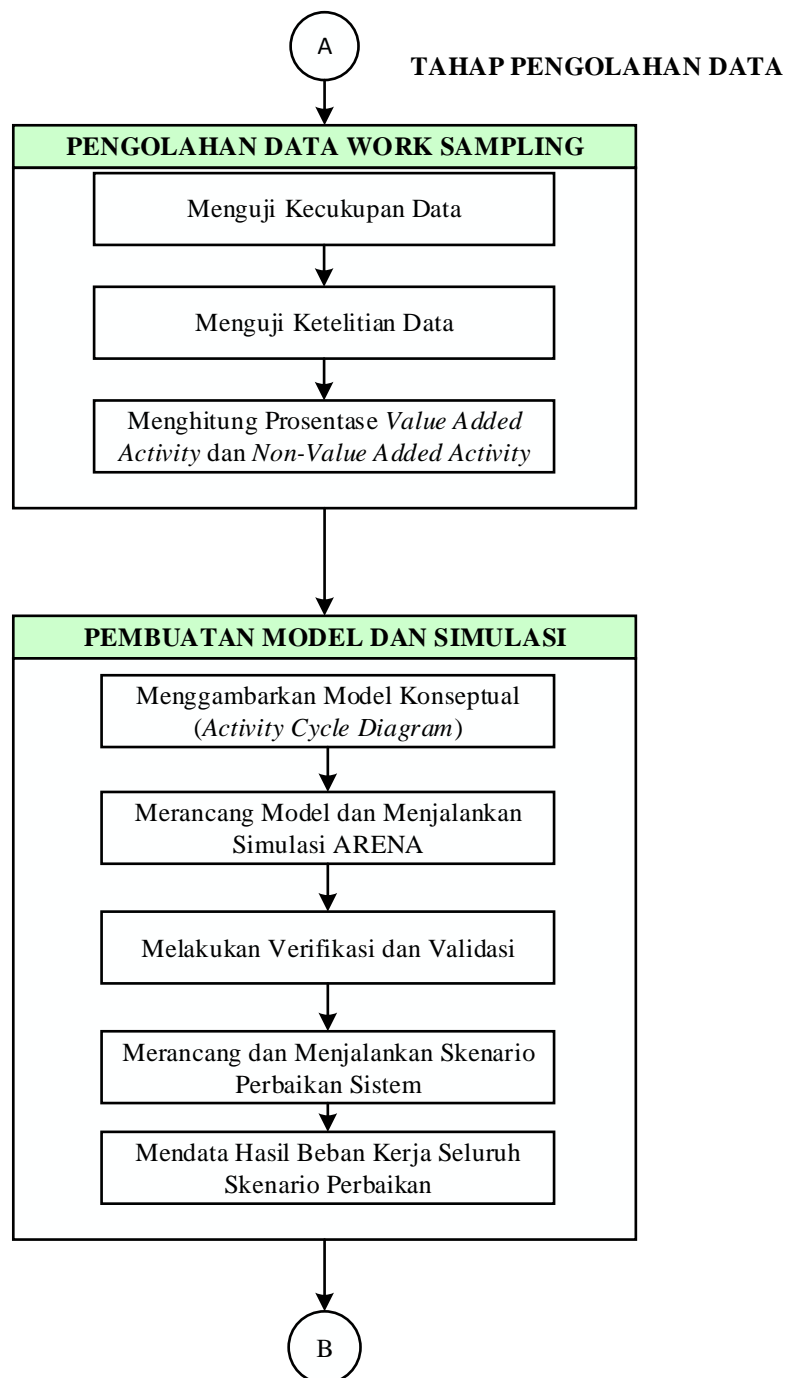 A
TAHAP PENGOLAHAN DATA
PENGOLAHAN DATA WORK SAMPLING
Menguji Kecukupan Data
Menguji Ketelitian Data
Menghitung Prosentase Value Added
Activity dan Non-Value Added Activity
PEMBUATAN MODEL DAN SIMULASI
Menggambarkan Model Konseptual
(Activity Cycle Diagram)
Merancang Model dan Menjalankan
Simulasi ARENA
Melakukan Verifikasi dan Validasi
Merancang dan Menjalankan Skenario
Perbaikan Sistem
Mendata Hasil Beban Kerja Seluruh
Skenario Perbaikan
B